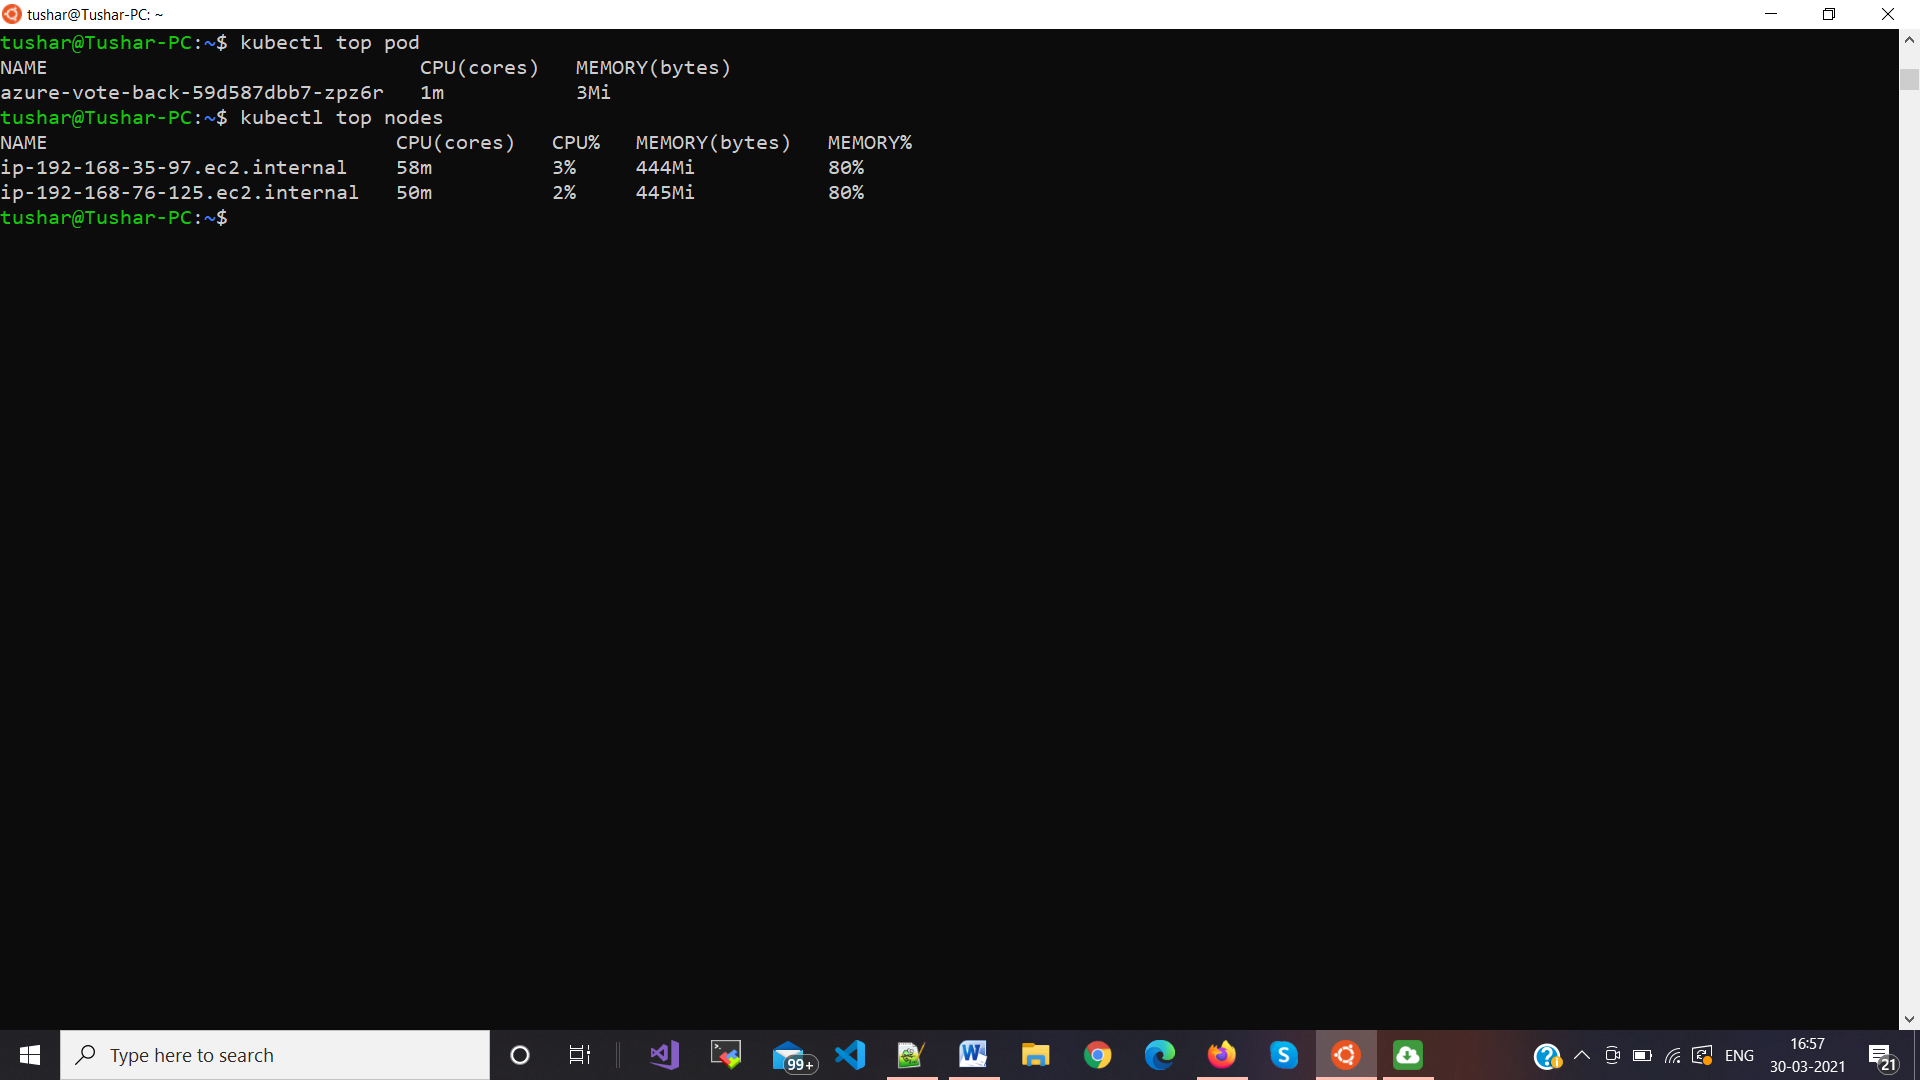 tushar@Tushar-PC: ~
tushar@Tushar-PC:~$ kubectl top pod
NAME CPU(cores) MEMORY(bytes)
azure-vote-back-59d587dbb7-zpz6r 1m 3Mi
tushar@Tushar-PC:~$ kubectl top nodes
NAME CPU(cores) CPU% MEMORY(bytes) MEMORY%
ip-192-168-35-97.ec2.internal 58m 3% 444Mi 80%
ip-192-168-76-125.ec2.internal 50m 2% 445Mi 80%
tushar@Tushar-PC:~$
Type here to search
99+
ENG
16:57
30-03-2021
21